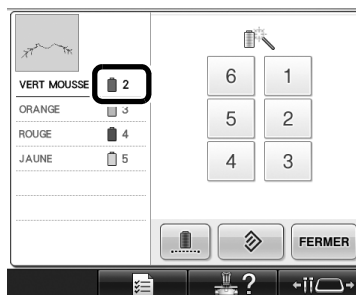 VERT MOUSSE 2
ORANGE 3
ROUGE 4
JAUNE 5
6 1
5 2
4 3
FERMER
?